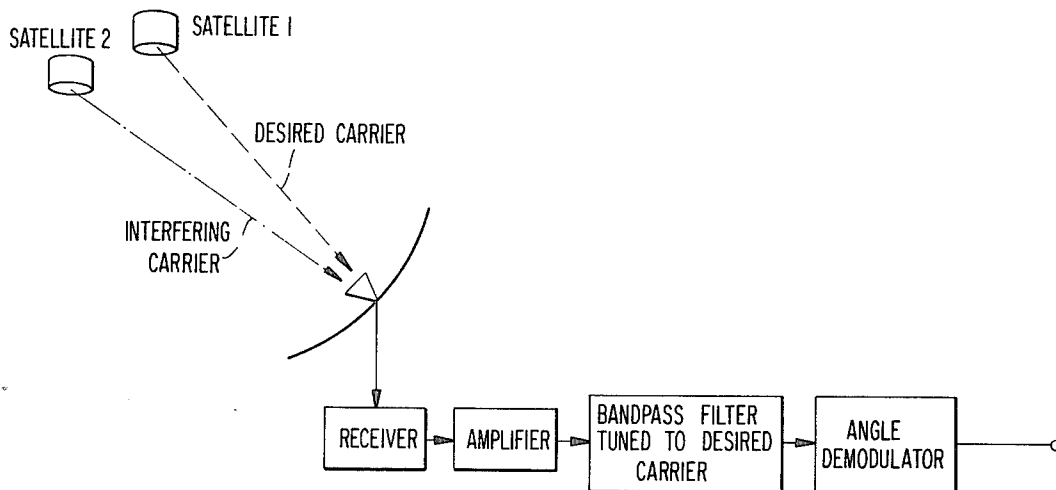 SATELLITE 2
SATELLITE 1
DESIRED CARRIER
INTERFERING
CARRIER
RECEIVER
AMPLIFIER
BANDPASS FILTER
TUNED TO DESIRED
CARRIER
ANGLE
DEMODULATOR